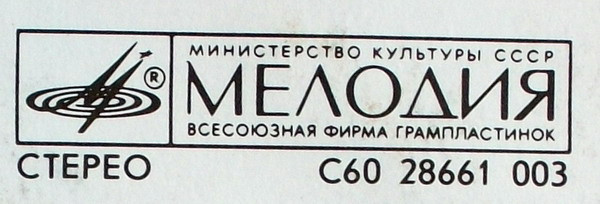 ®
МИНИСТЕРСТВО КУЛЬТУРЫ СССР
МЕЛОДИЯ
ВСЕСОЮЗНАЯ ФИРМА ГРАМПЛАСТИНОК
СТЕРЕО С60 28661 003